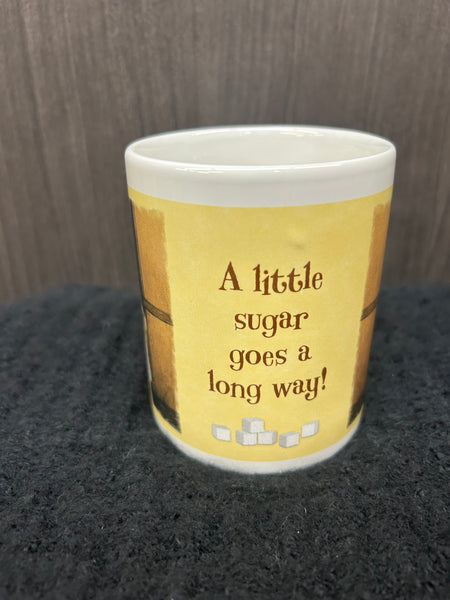 A little
sugar
goes a
long way!